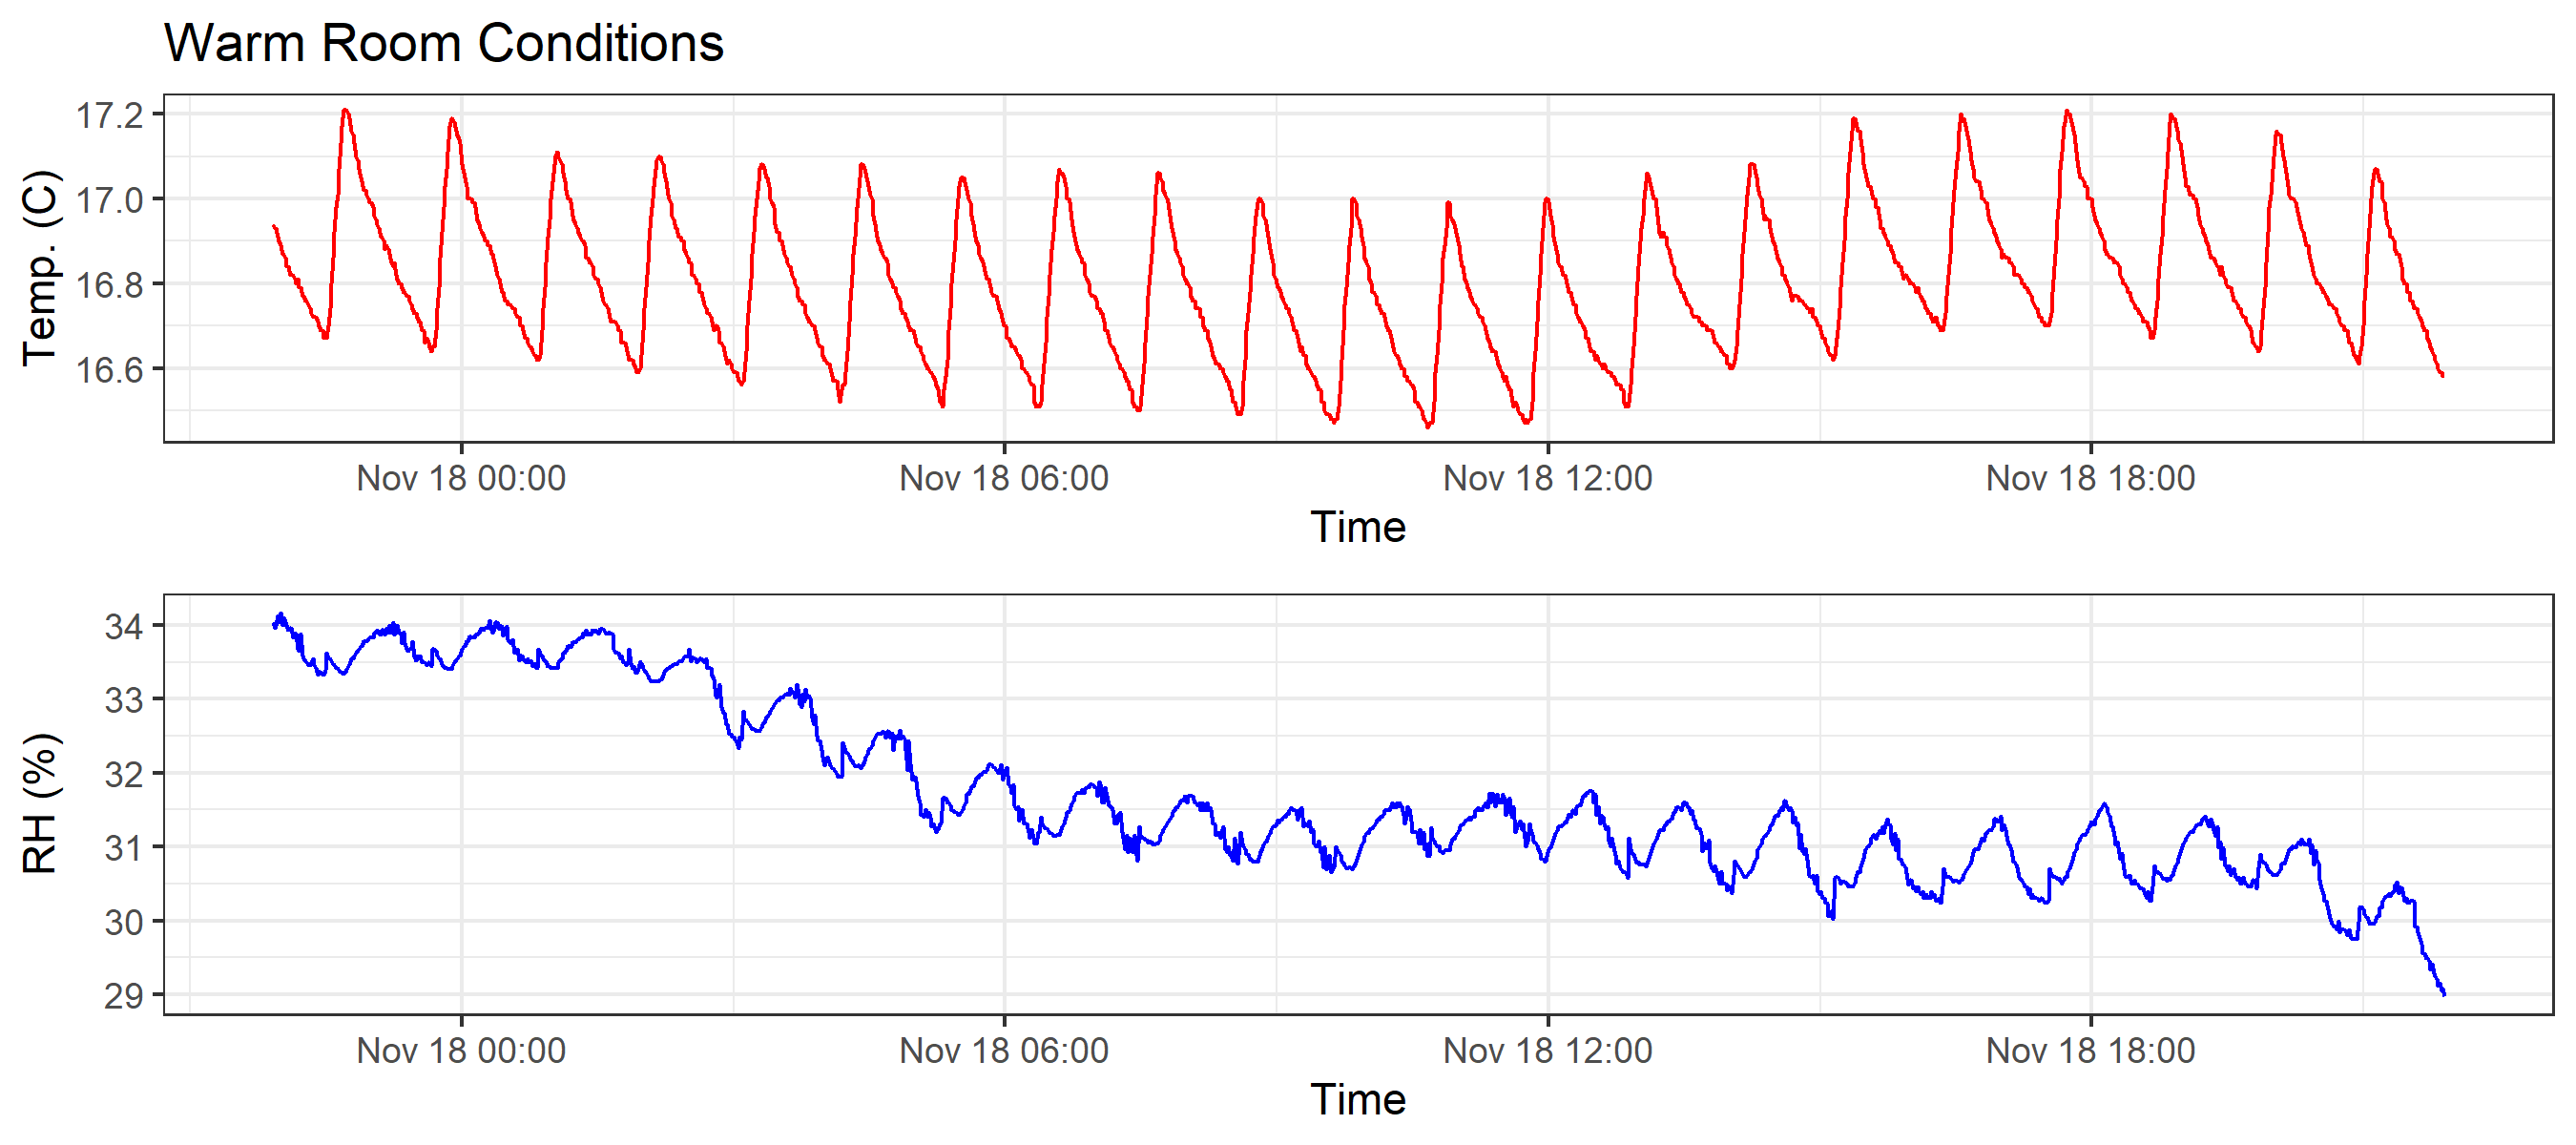 Warm Room Conditions
Temp. (C)
17.2
17.0
16.8
16.6
Nov 18 00:00 Nov 18 06:00 Nov 18 12:00 Nov 18 18:00
Time
RH (%)
34
33
32
31
30
29
Nov 18 00:00 Nov 18 06:00 Nov 18 12:00 Nov 18 18:00
Time